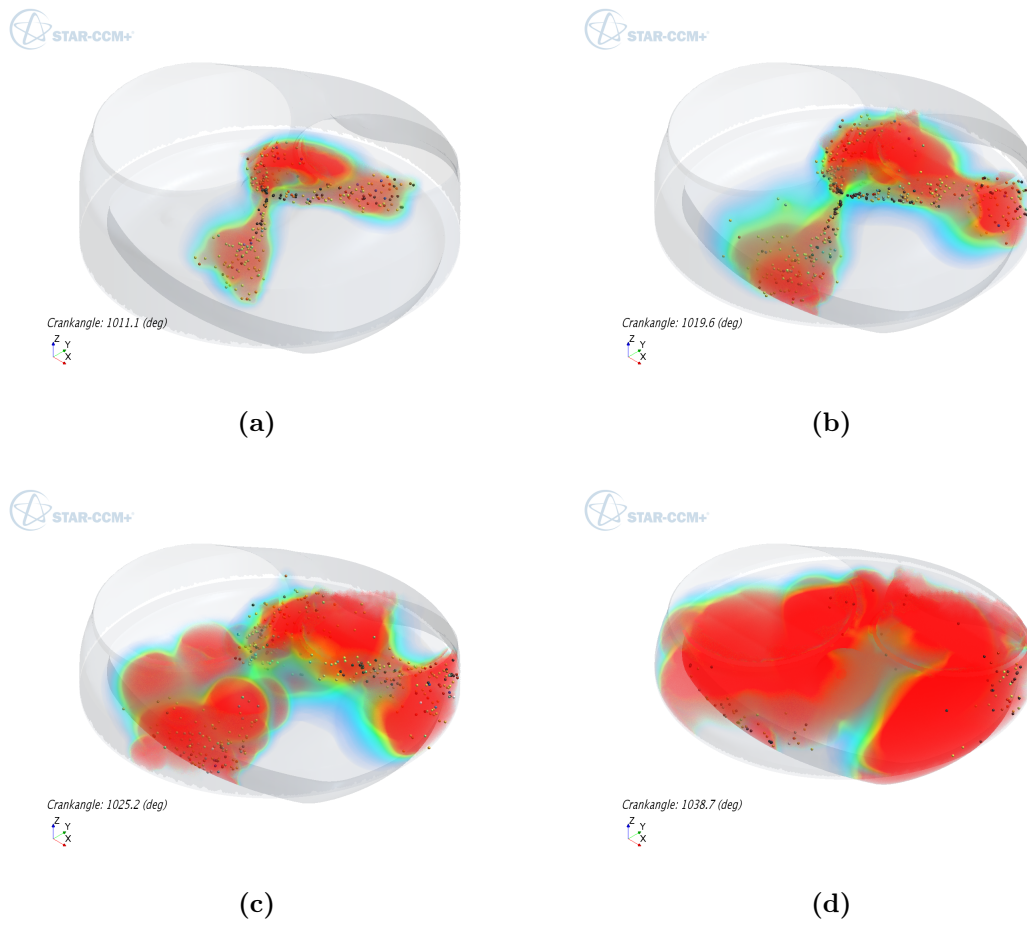 STAR-CCM+
STAR-CCM+
Crankangle: 1011.1 (deg)
Z
Y
X
Crankangle: 1019.6 (deg)
Z
Y
X
(a)
(b)
STAR-CCM+
STAR-CCM+
Crankangle: 1025.2 (deg)
Z
Y
X
Crankangle: 1038.7 (deg)
Z
Y
X
(c)
(d)